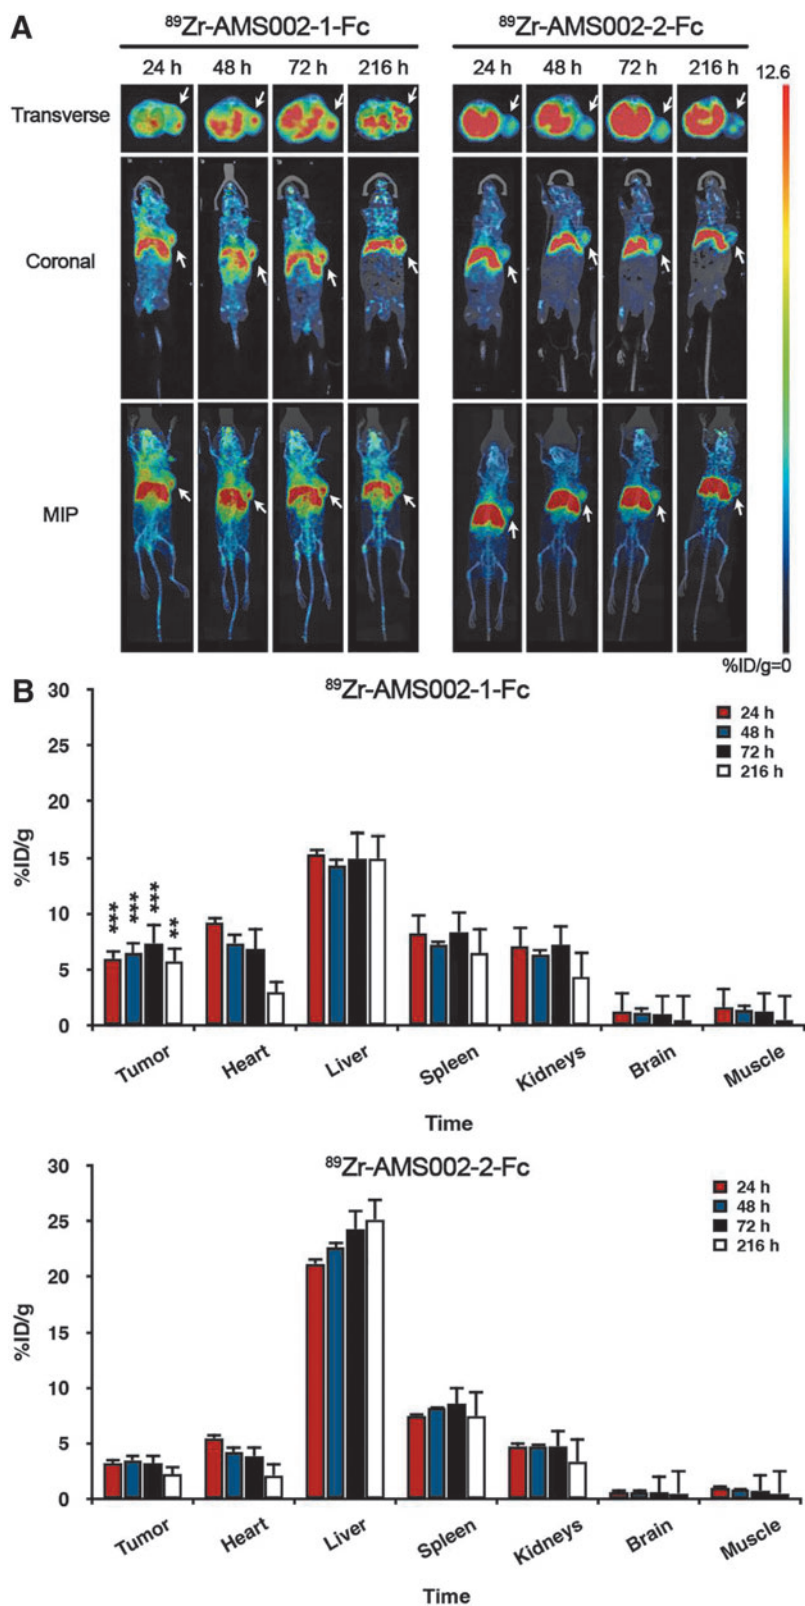 A
⁸⁹Zr-AMS002-1-Fc ⁸⁹Zr-AMS002-2-Fc
24 h 48 h 72 h 216 h 24 h 48 h 72 h 216 h
12.6
Transverse
Coronal
MIP
%ID/g=0
B
⁸⁹Zr-AMS002-1-Fc
30
25
20
15
10
5
0
%ID/g
24 h
48 h
72 h
216 h
*** *** *** **
Tumor Heart Liver Spleen Kidneys Brain Muscle
Time
⁸⁹Zr-AMS002-2-Fc
30
25
20
15
10
5
0
%ID/g
24 h
48 h
72 h
216 h
Tumor Heart Liver Spleen Kidneys Brain Muscle
Time